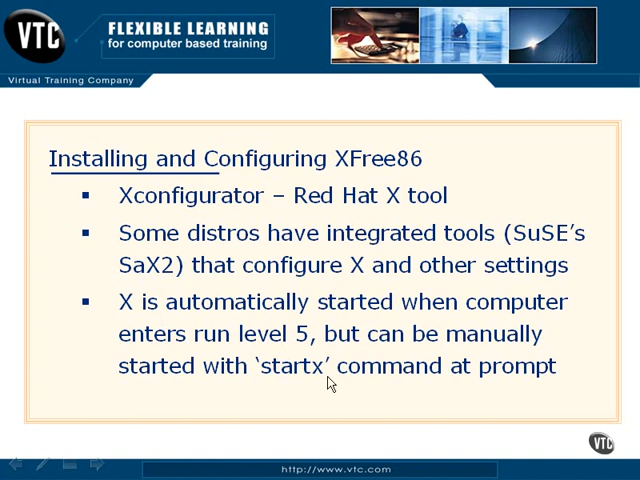 VTC
FLEXIBLE LEARNING
for computer based training
Virtual Training Company
Installing and Configuring XFree86
▪ Xconfigurator – Red Hat X tool
▪ Some distros have integrated tools (SuSE’s
SaX2) that configure X and other settings
▪ X is automatically started when computer
enters run level 5, but can be manually
started with ‘startx’ command at prompt
VTC
http://www.vtc.com